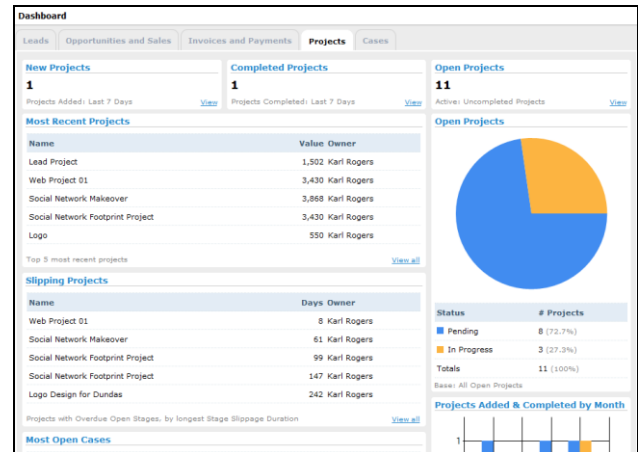 Dashboard
Leads Opportunities and Sales Invoices and Payments Projects Cases
New Projects
1
Projects Added: Last 7 Days View
Completed Projects
1
Projects Completed: Last 7 Days View
Open Projects
11
Active: Uncompleted Projects View
Most Recent Projects
Name Value Owner
Lead Project 1,502 Karl Rogers
Web Project 01 3,430 Karl Rogers
Social Network Makeover 3,868 Karl Rogers
Social Network Footprint Project 3,430 Karl Rogers
Logo 550 Karl Rogers
Top 5 most recent projects View all
Slipping Projects
Name Days Owner
Web Project 01 8 Karl Rogers
Social Network Makeover 61 Karl Rogers
Social Network Footprint Project 99 Karl Rogers
Social Network Footprint Project 147 Karl Rogers
Logo Design for Dundas 242 Karl Rogers
Projects with Overdue Open Stages, by longest Stage Slippage Duration View all
Most Open Cases
Open Projects
Status # Projects
Pending 8 (72.7%)
In Progress 3 (27.3%)
Totals 11 (100%)
Base: All Open Projects
Projects Added & Completed by Month
1